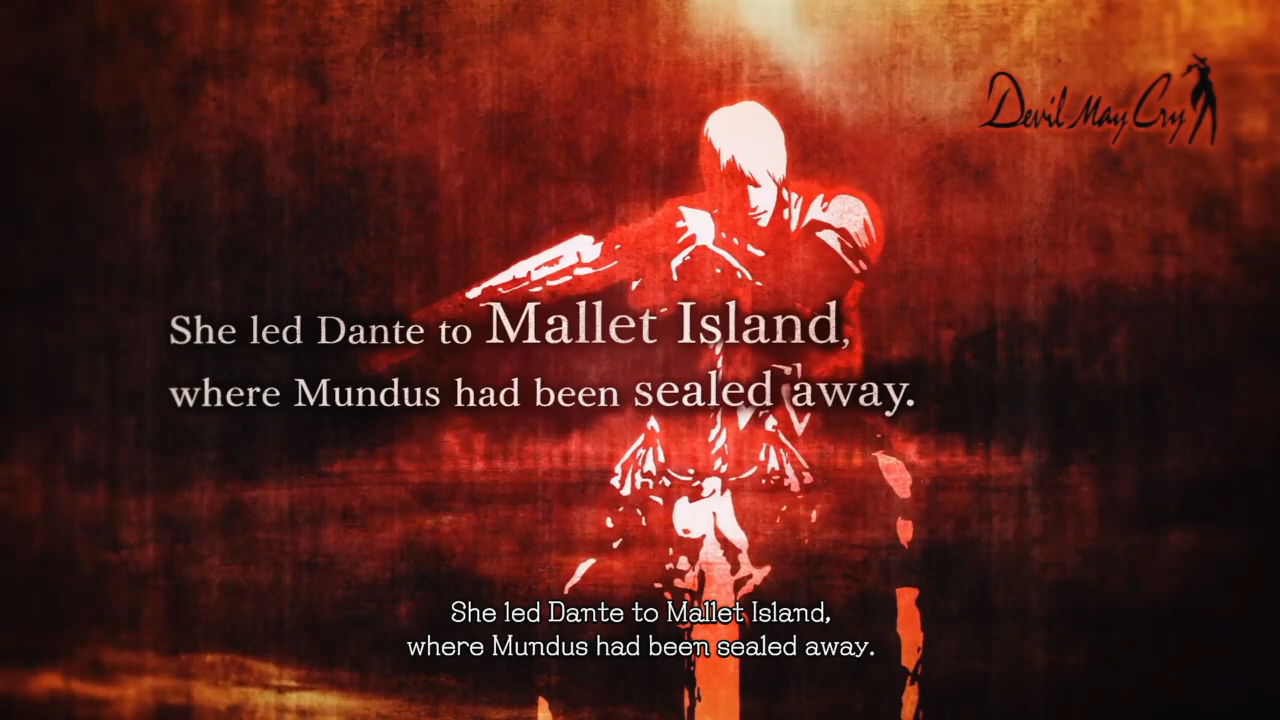 Devil May Cry
She led Dante to Mallet Island,
where Mundus had been sealed away.
She led Dante to Mallet Island,
where Mundus had been sealed away.